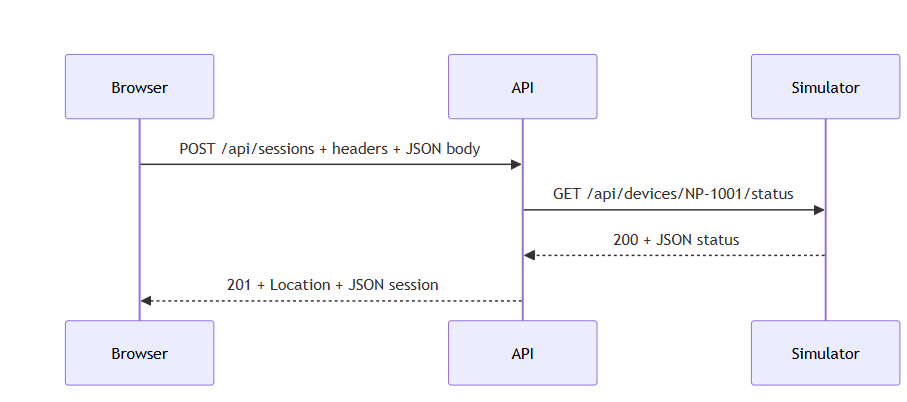 Browser
API
Simulator
POST /api/sessions + headers + JSON body
GET /api/devices/NP-1001/status
200 + JSON status
201 + Location + JSON session
Browser
API
Simulator